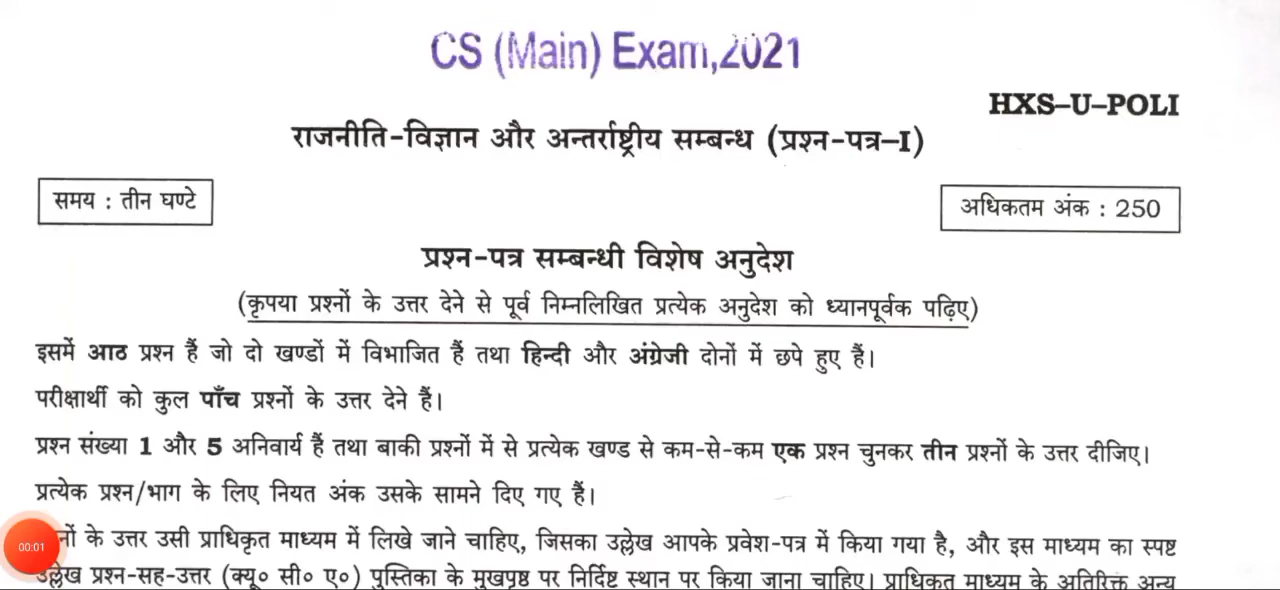 CS (Main) Exam,2021
HXS–U–POLI
राजनीति-विज्ञान और अन्तर्राष्ट्रीय सम्बन्ध (प्रश्न-पत्र–I)
समय : तीन घण्टे
अधिकतम अंक : 250
प्रश्न-पत्र सम्बन्धी विशेष अनुदेश
(कृपया प्रश्नों के उत्तर देने से पूर्व निम्नलिखित प्रत्येक अनुदेश को ध्यानपूर्वक पढ़िए)
इसमें आठ प्रश्न हैं जो दो खण्डों में विभाजित हैं तथा हिन्दी और अंग्रेजी दोनों में छपे हुए हैं।
परीक्षार्थी को कुल पाँच प्रश्नों के उत्तर देने हैं।
प्रश्न संख्या 1 और 5 अनिवार्य हैं तथा बाकी प्रश्नों में से प्रत्येक खण्ड से कम-से-कम एक प्रश्न चुनकर तीन प्रश्नों के उत्तर दीजिए।
प्रत्येक प्रश्न/भाग के लिए नियत अंक उसके सामने दिए गए हैं।
नों के उत्तर उसी प्राधिकृत माध्यम में लिखे जाने चाहिए, जिसका उल्लेख आपके प्रवेश-पत्र में किया गया है, और इस माध्यम का स्पष्ट
00:01
उल्लेख प्रश्न-सह-उत्तर (क्यू० सी० ए०) पुस्तिका के मुखपृष्ठ पर निर्दिष्ट स्थान पर किया जाना चाहिए। प्राधिकृत माध्यम के अतिरिक्त अन्य